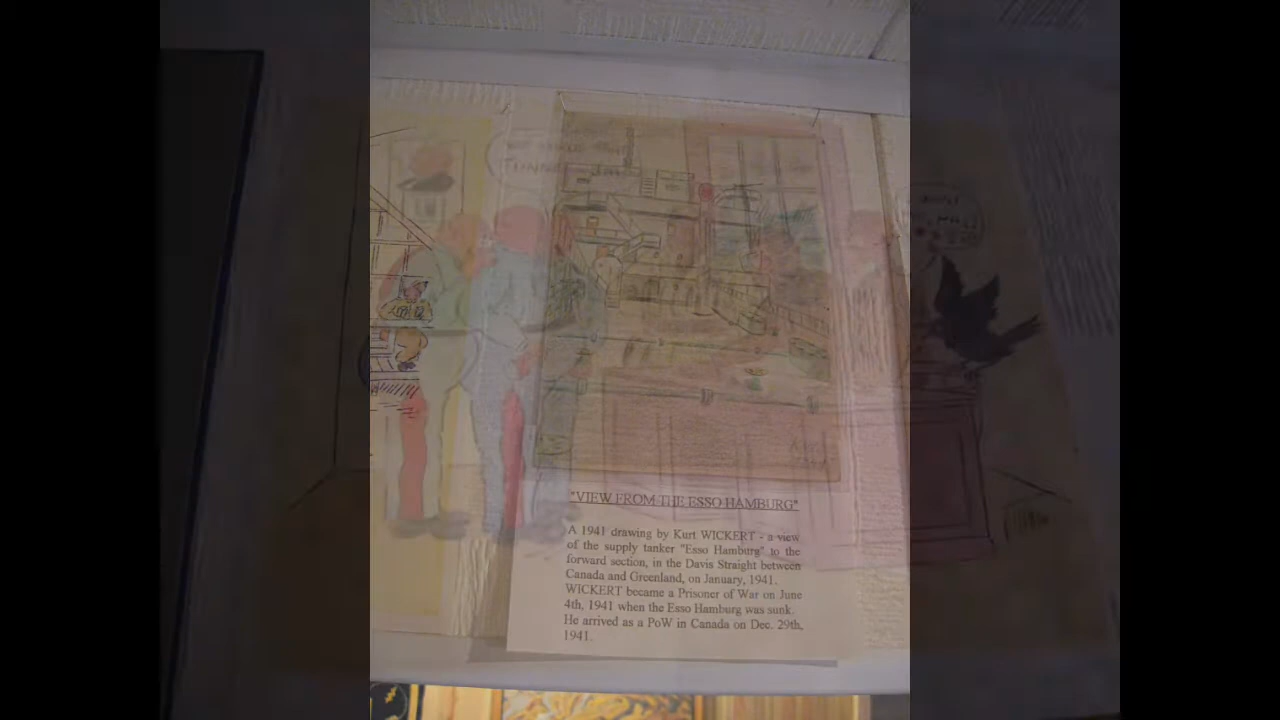 "VIEW FROM THE ESSO HAMBURG"
A 1941 drawing by Kurt WICKERT - a view
of the supply tanker "Esso Hamburg" to the
forward section, in the Davis Straight between
Canada and Greenland, on January, 1941.
WICKERT became a Prisoner of War on June
4th, 1941 when the Esso Hamburg was sunk.
He arrived as a PoW in Canada on Dec. 29th,
1941.